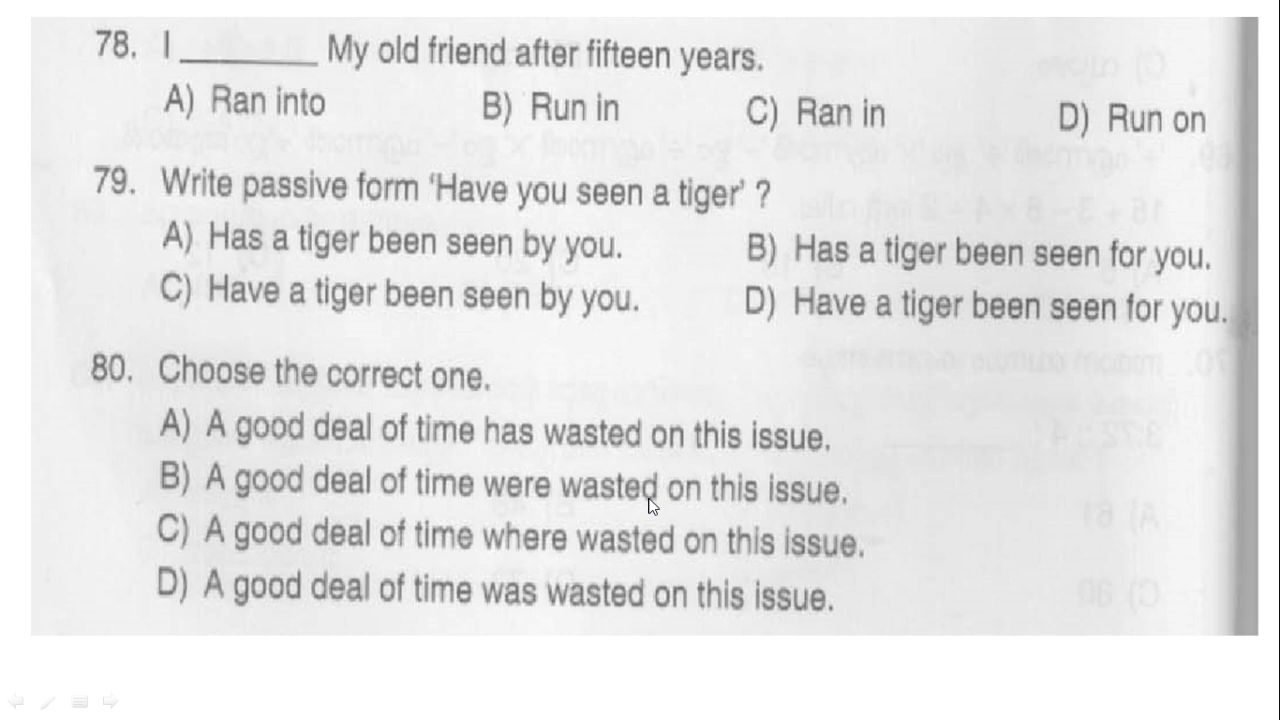 78. I ________ My old friend after fifteen years.
A) Ran into B) Run in C) Ran in D) Run on
79. Write passive form ‘Have you seen a tiger’ ?
A) Has a tiger been seen by you. B) Has a tiger been seen for you.
C) Have a tiger been seen by you. D) Have a tiger been seen for you.
80. Choose the correct one.
A) A good deal of time has wasted on this issue.
B) A good deal of time were wasted on this issue.
C) A good deal of time where wasted on this issue.
D) A good deal of time was wasted on this issue.